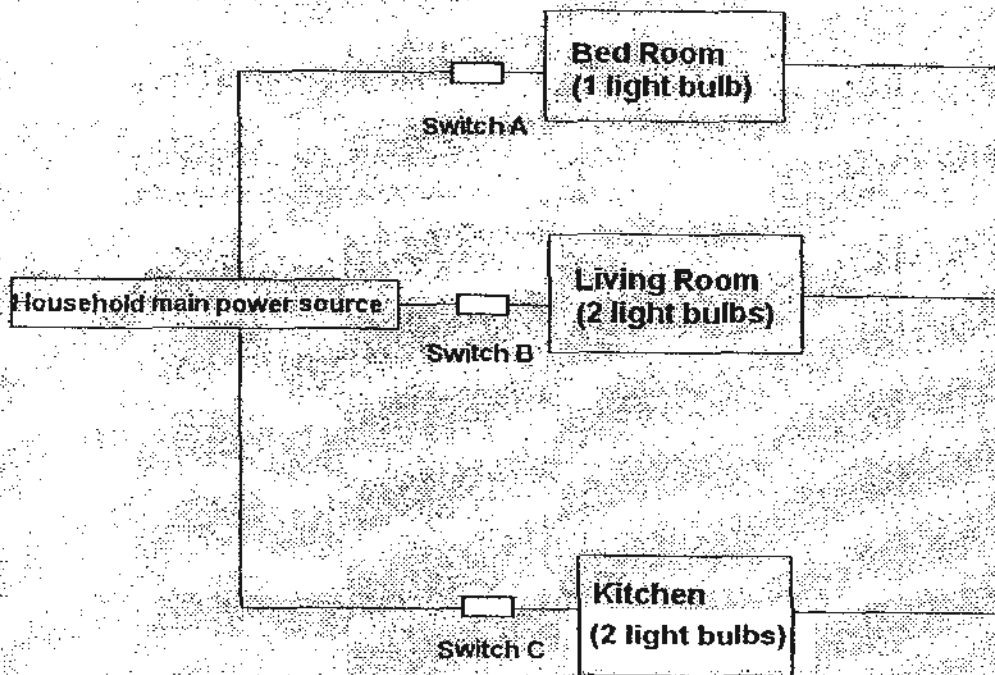 Bed Room
(1 light bulb)
Switch A
Household main power source
Living Room
(2 light bulbs)
Switch B
Kitchen
(2 light bulbs)
Switch C